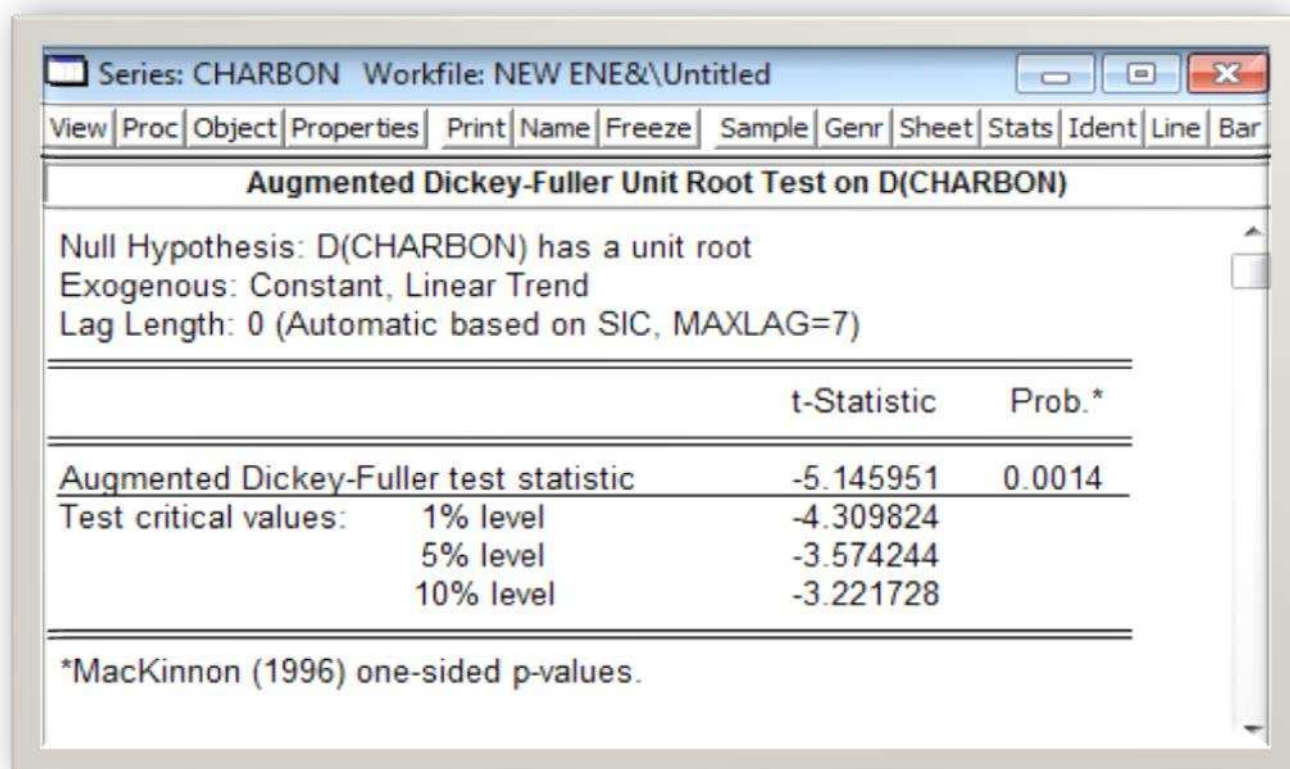 Series: CHARBON Workfile: NEW ENE&\Untitled
View Proc Object Properties Print Name Freeze Sample Genr Sheet Stats Ident Line Bar
Augmented Dickey-Fuller Unit Root Test on D(CHARBON)
Null Hypothesis: D(CHARBON) has a unit root
Exogenous: Constant, Linear Trend
Lag Length: 0 (Automatic based on SIC, MAXLAG=7)
t-Statistic Prob.*
Augmented Dickey-Fuller test statistic -5.145951 0.0014
Test critical values: 1% level -4.309824
5% level -3.574244
10% level -3.221728
*MacKinnon (1996) one-sided p-values.